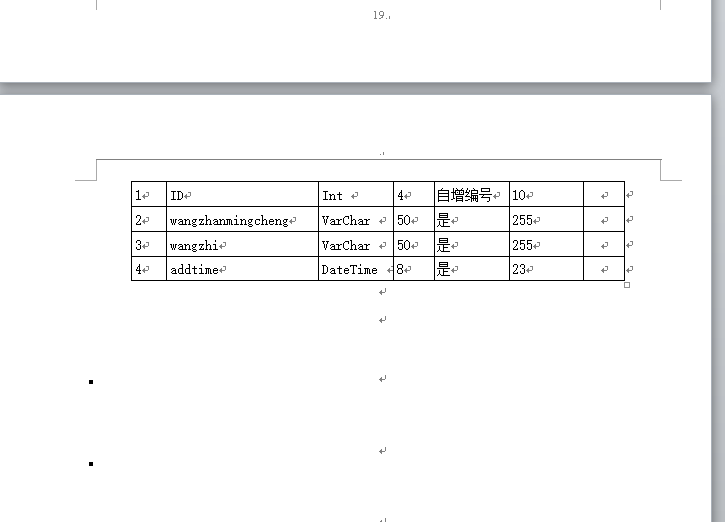 19
1 ID Int 4 自增编号 10
2 wangzhanmingcheng VarChar 50 是 255
3 wangzhi VarChar 50 是 255
4 addtime DateTime 8 是 23